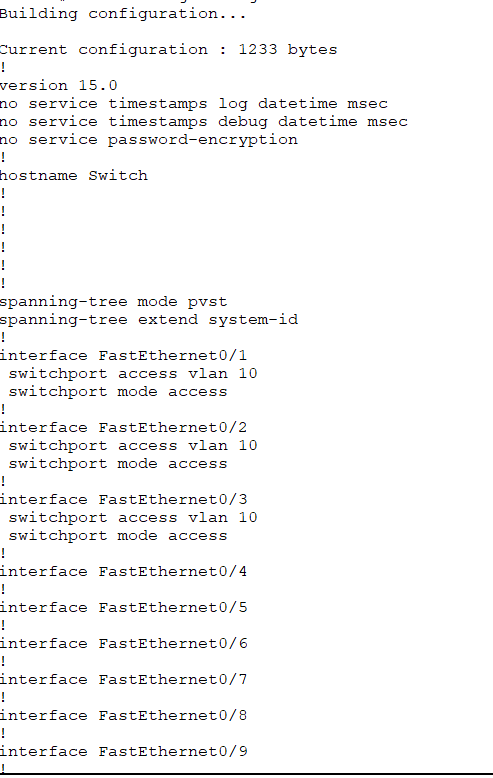 Building configuration...
Current configuration : 1233 bytes
!
version 15.0
no service timestamps log datetime msec
no service timestamps debug datetime msec
no service password-encryption
!
hostname Switch
!
!
!
!
!
!
spanning-tree mode pvst
spanning-tree extend system-id
!
interface FastEthernet0/1
switchport access vlan 10
switchport mode access
!
interface FastEthernet0/2
switchport access vlan 10
switchport mode access
!
interface FastEthernet0/3
switchport access vlan 10
switchport mode access
!
interface FastEthernet0/4
!
interface FastEthernet0/5
!
interface FastEthernet0/6
!
interface FastEthernet0/7
!
interface FastEthernet0/8
!
interface FastEthernet0/9
!